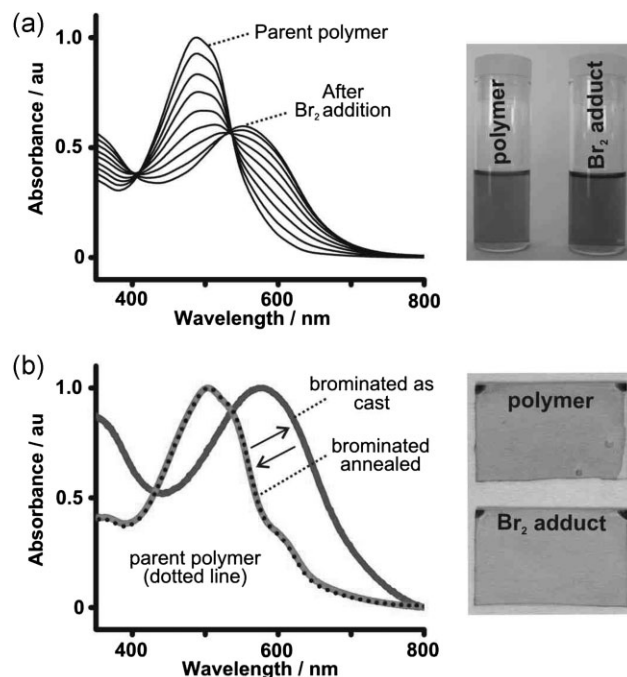 (a)
Absorbance / au
1.0
0.5
0
400
600
800
Wavelength / nm
Parent polymer
After
Br₂ addition
polymer
Br₂ adduct
(b)
Absorbance / au
1.0
0.5
0
400
500
600
700
800
Wavelength / nm
brominated as
cast
brominated
annealed
parent polymer
(dotted line)
polymer
Br₂ adduct